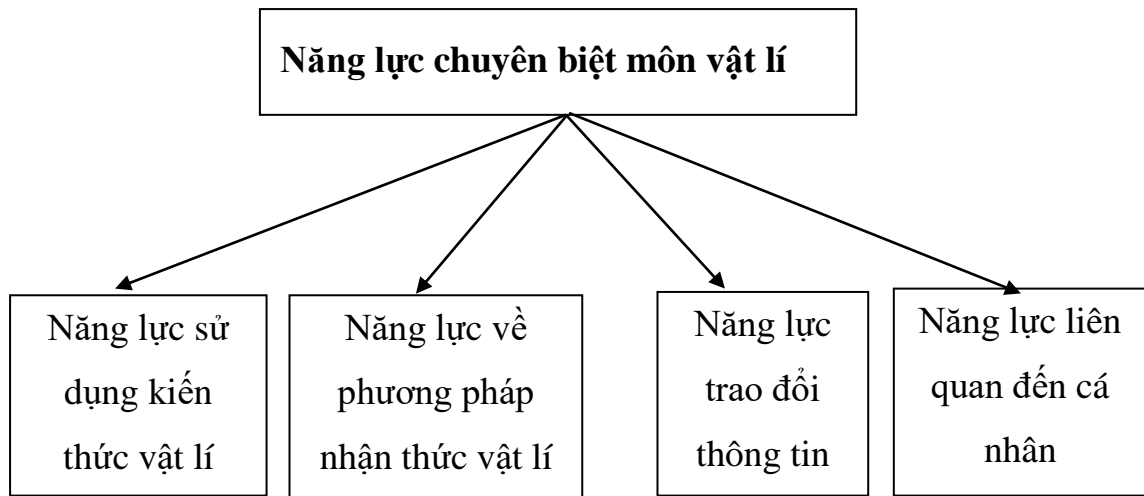 Năng lực chuyên biệt môn vật lí
Năng lực sử
dụng kiến
thức vật lí
Năng lực về
phương pháp
nhận thức vật lí
Năng lực
trao đổi
thông tin
Năng lực liên
quan đến cá
nhân